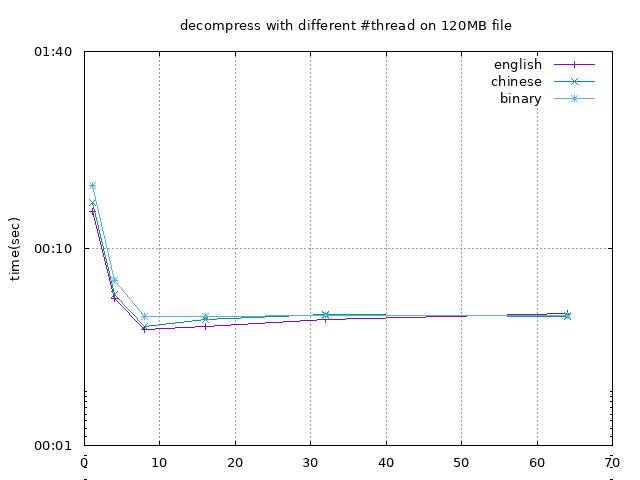 decompress with different #thread on 120MB file
01:40
english
chinese
binary
00:10
time(sec)
00:01
0 10 20 30 40 50 60 70